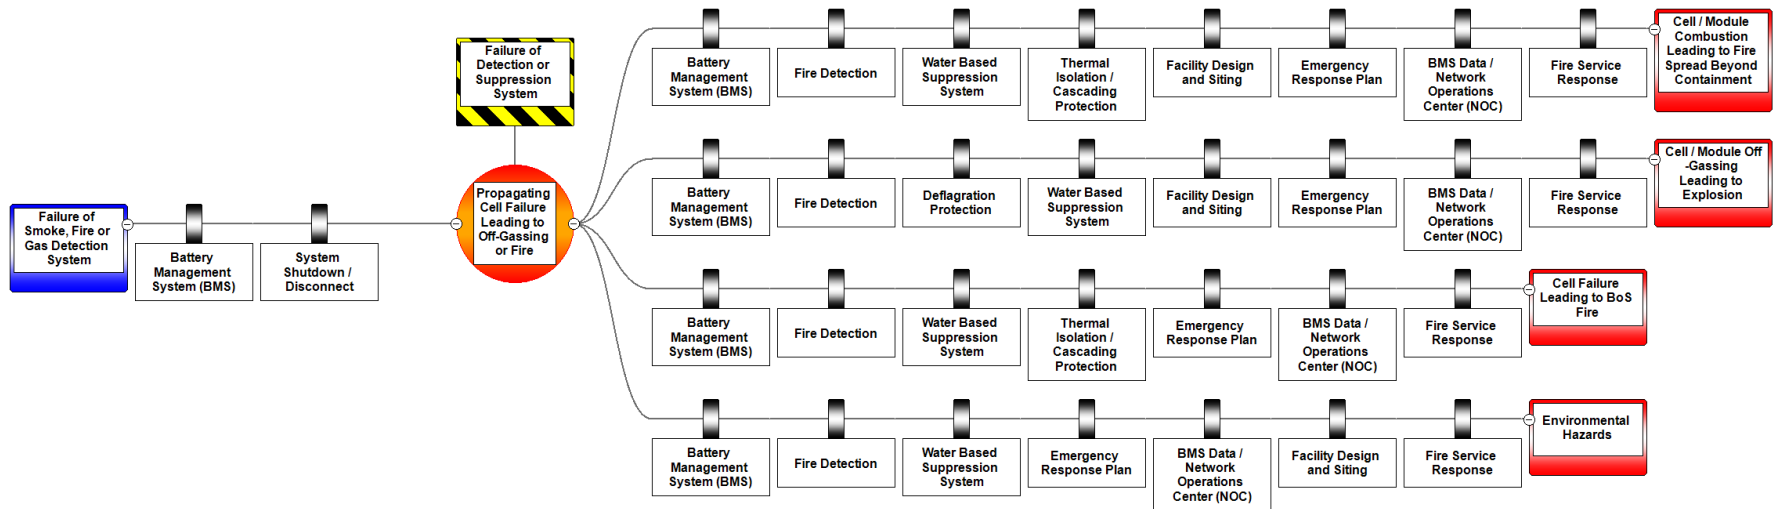 Failure of
Smoke, Fire or
Gas Detection
System
Battery
Management
System (BMS)
System
Shutdown /
Disconnect
Failure of
Detection or
Suppression
System
Propagating
Cell Failure
Leading to
Off-Gassing
or Fire
Battery
Management
System (BMS)
Fire Detection
Water Based
Suppression
System
Thermal
Isolation /
Cascading
Protection
Facility Design
and Siting
Emergency
Response Plan
BMS Data /
Network
Operations
Center (NOC)
Fire Service
Response
Cell / Module
Combustion
Leading to Fire
Spread Beyond
Containment
Battery
Management
System (BMS)
Fire Detection
Deflagration
Protection
Water Based
Suppression
System
Facility Design
and Siting
Emergency
Response Plan
BMS Data /
Network
Operations
Center (NOC)
Fire Service
Response
Cell / Module Off
-Gassing
Leading to
Explosion
Battery
Management
System (BMS)
Fire Detection
Water Based
Suppression
System
Thermal
Isolation /
Cascading
Protection
Emergency
Response Plan
BMS Data /
Network
Operations
Center (NOC)
Fire Service
Response
Cell Failure
Leading to BoS
Fire
Battery
Management
System (BMS)
Fire Detection
Water Based
Suppression
System
Emergency
Response Plan
BMS Data /
Network
Operations
Center (NOC)
Facility Design
and Siting
Fire Service
Response
Environmental
Hazards